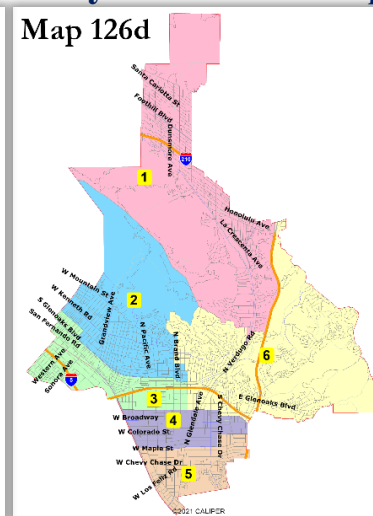 Map 126d
Santa Carlotta St
Foothill Blvd
Dunsmore Ave
210
1
Honolulu Ave
La Crescenta Ave
W Mountain St
W Kenneth Rd
Grandview Ave
2
S Glenoaks Blvd
San Fernando Rd
N Pacific Ave
N Brand Blvd
N Verdugo Rd
6
Western Ave
Sonora Ave
5
3
E Glenoaks Blvd
W Broadway
4
N Glendale Ave
S Chevy Chase Dr
W Colorado St
W Maple St
W Chevy Chase Dr
5
W Los Feliz Rd
©2021 CALIPER